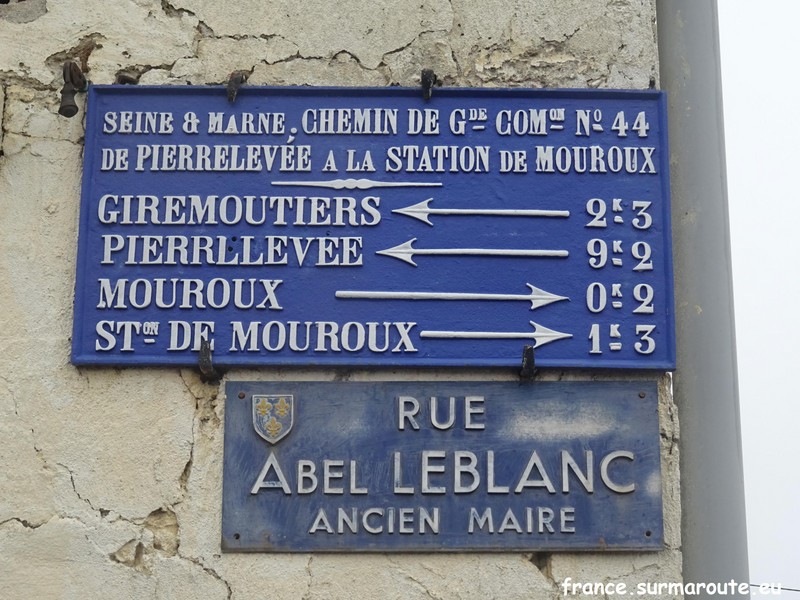 SEINE & MARNE. CHEMIN DE GDE COMON NO 44
DE PIERRELEVÉE A LA STATION DE MOUROUX
GIREMOUTIERS 2K3
PIERRLLEVEE 9K2
MOUROUX 0K2
STON DE MOUROUX 1K3
RUE
ABEL LEBLANC
ANCIEN MAIRE
france.surmaroute.eu